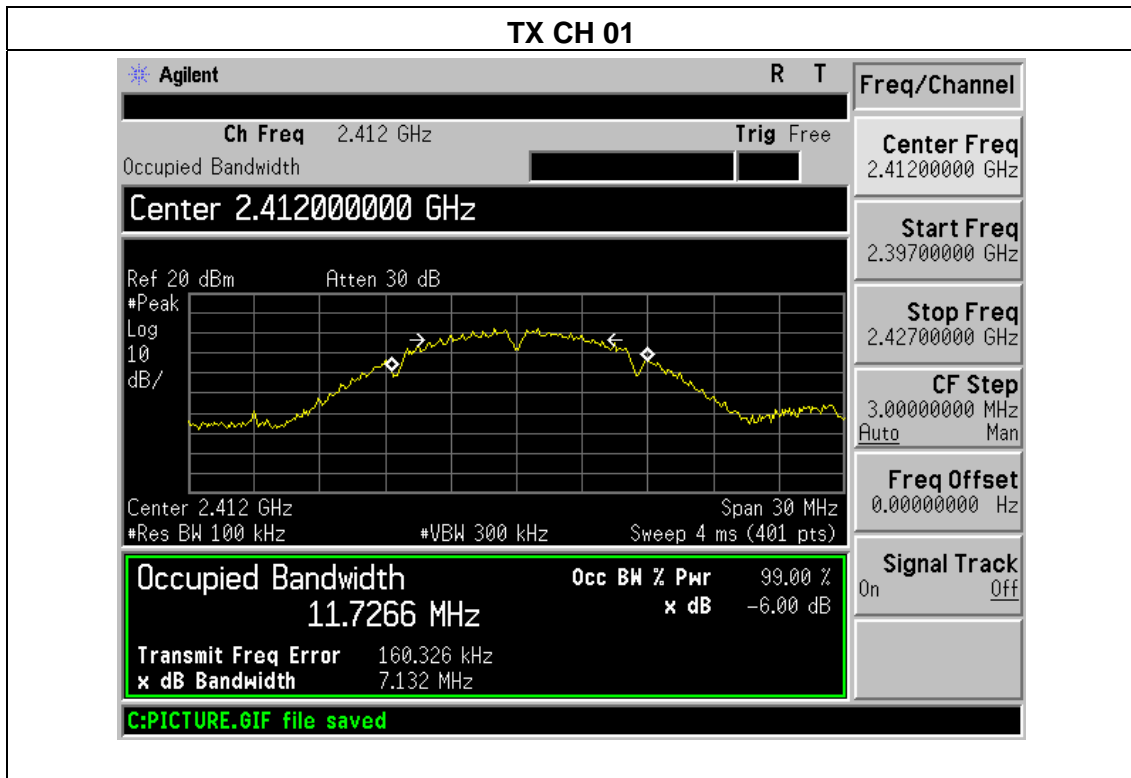 TX CH 01
Agilent R T
Ch Freq 2.412 GHz Trig Free
Occupied Bandwidth
Center 2.412000000 GHz
Ref 20 dBm Atten 30 dB
#Peak
Log
10
dB/
Center 2.412 GHz Span 30 MHz
#Res BW 100 kHz #VBW 300 kHz Sweep 4 ms (401 pts)
Occupied Bandwidth Occ BW % Pwr 99.00 %
11.7266 MHz x dB -6.00 dB
Transmit Freq Error 160.326 kHz
x dB Bandwidth 7.132 MHz
C:PICTURE.GIF file saved
Freq/Channel
Center Freq
2.41200000 GHz
Start Freq
2.39700000 GHz
Stop Freq
2.42700000 GHz
CF Step
3.00000000 MHz
Auto Man
Freq Offset
0.00000000 Hz
Signal Track
On Off